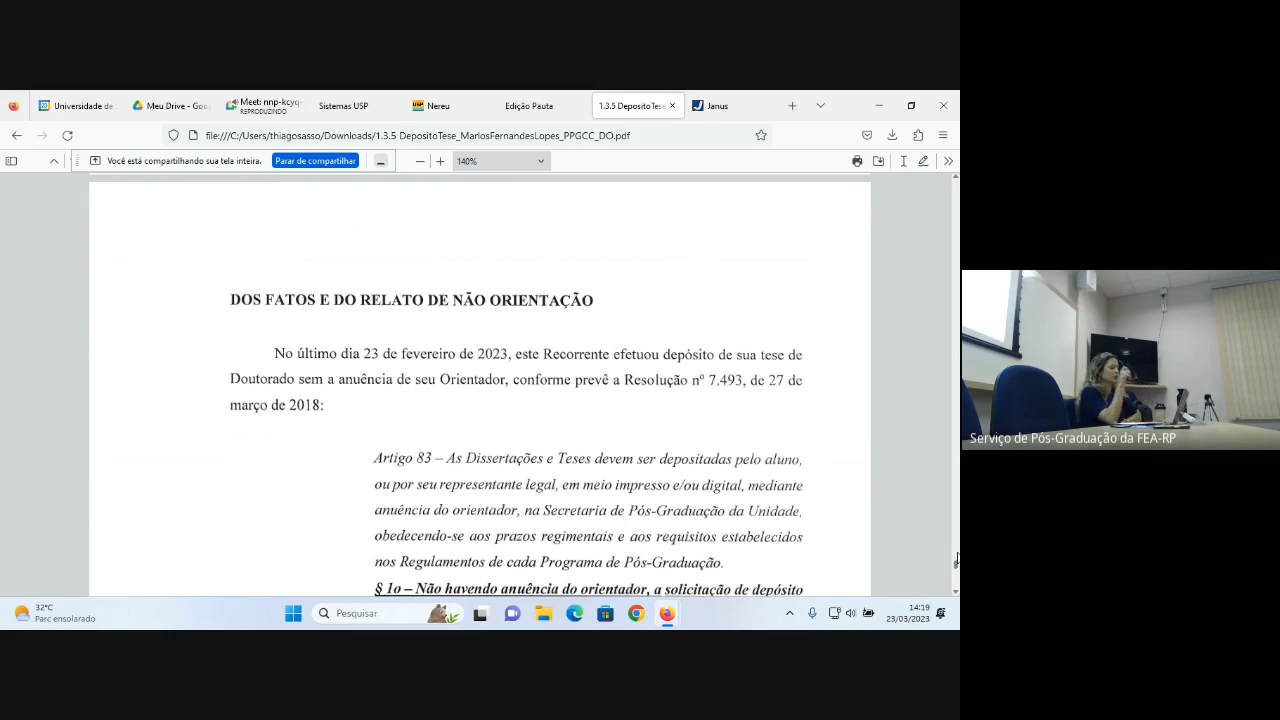 Universidade de
Meu Drive - Goo
Meet: nnp-kcyq-
REPRODUZINDO
Sistemas USP
Nereu
Edição Pauta
1.3.5 DepositoTese_
Janus
file:///C:/Users/thiagosasso/Downloads/1.3.5 DepositoTese_MarlosFernandesLopes_PPGCC_DO.pdf
Você está compartilhando sua tela inteira.
Parar de compartilhar
140%
DOS FATOS E DO RELATO DE NÃO ORIENTAÇÃO
No último dia 23 de fevereiro de 2023, este Recorrente efetuou depósito de sua tese de
Doutorado sem a anuência de seu Orientador, conforme prevê a Resolução nº 7.493, de 27 de
março de 2018:
Artigo 83 – As Dissertações e Teses devem ser depositadas pelo aluno,
ou por seu representante legal, em meio impresso e/ou digital, mediante
anuência do orientador, na Secretaria de Pós-Graduação da Unidade,
obedecendo-se aos prazos regimentais e aos requisitos estabelecidos
nos Regulamentos de cada Programa de Pós-Graduação.
§ 1o – Não havendo anuência do orientador, a solicitação de depósito
Serviço de Pós-Graduação da FEA-RP
32°C
Parc ensolarado
Pesquisar
14:19
23/03/2023